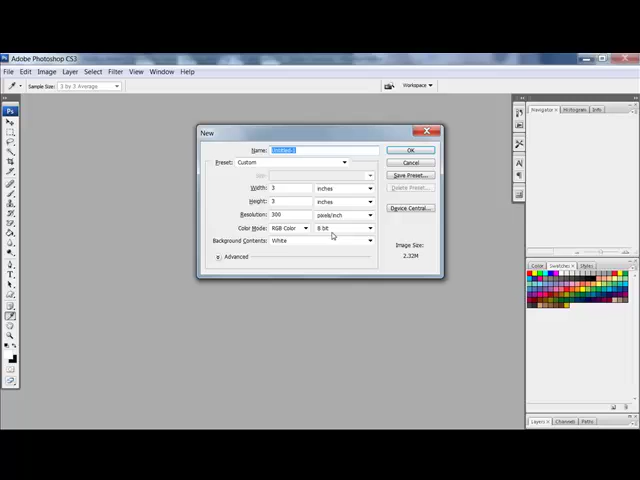 Adobe Photoshop CS3
File Edit Image Layer Select Filter Analysis View Window Help
Sample Size: 3 by 3 Average
Workspace
Navigator Histogram Info
New
Name: Untitled-1
OK
Preset: Custom
Cancel
Size:
Save Preset...
Width: 3 inches
Delete Preset...
Height: 3 inches
Device Central...
Resolution: 300 pixels/inch
Color Mode: RGB Color 8 bit
Background Contents: White
Image Size:
2.32M
Advanced
Color Swatches Styles
Layers Channels Paths
Ps
T